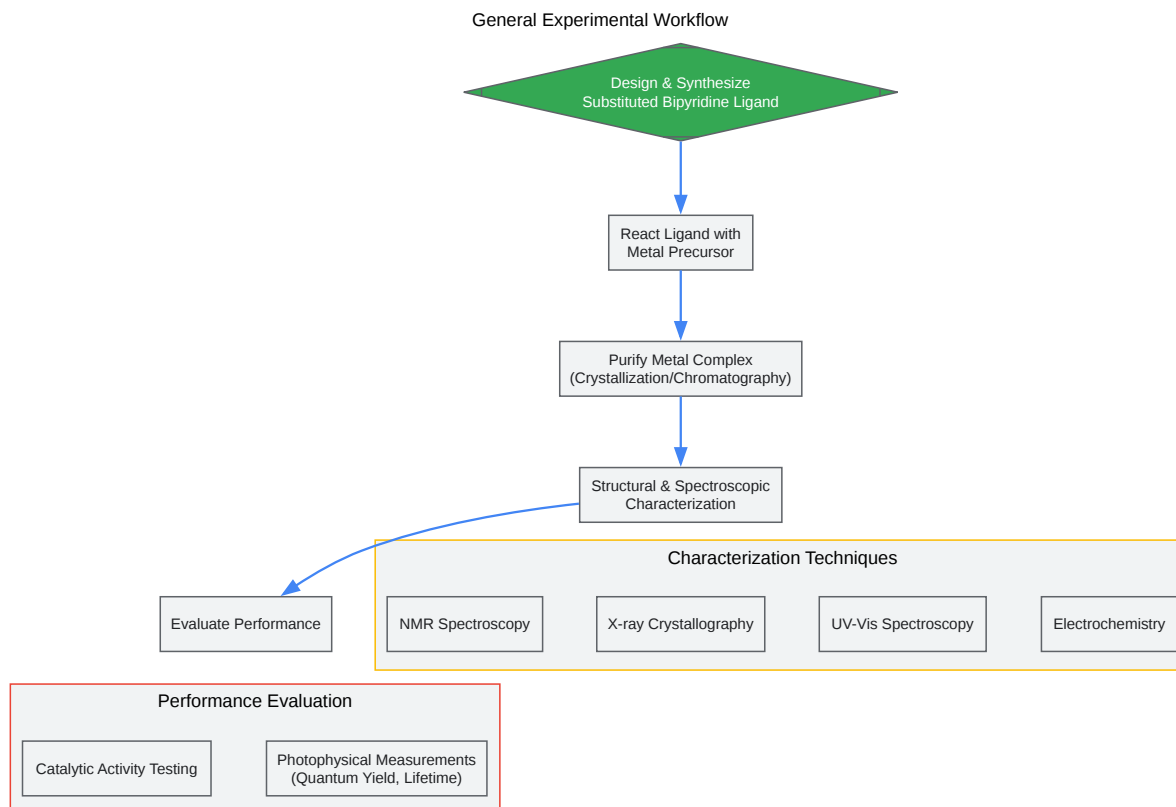 General Experimental Workflow
Design & Synthesize
Substituted Bipyridine Ligand
React Ligand with
Metal Precursor
Purify Metal Complex
(Crystallization/Chromatography)
Structural & Spectroscopic
Characterization
Characterization Techniques
Evaluate Performance
NMR Spectroscopy
X-ray Crystallography
UV-Vis Spectroscopy
Electrochemistry
Performance Evaluation
Catalytic Activity Testing
Photophysical Measurements
(Quantum Yield, Lifetime)